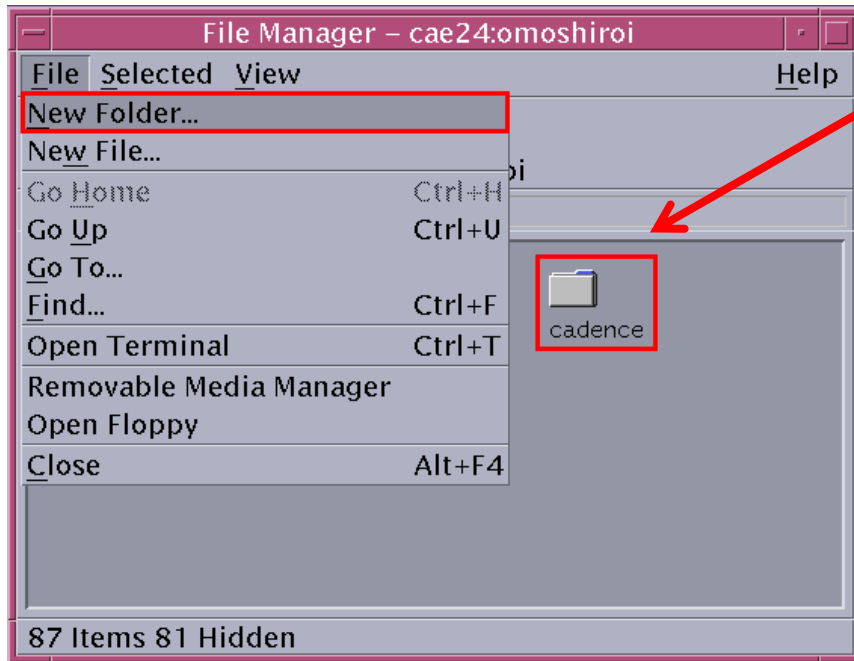 File Manager – cae24:omoshiroi
File Selected View Help
New Folder...
New File...
oi
Go Home Ctrl+H
Go Up Ctrl+U
Go To...
Find... Ctrl+F
cadence
Open Terminal Ctrl+T
Removable Media Manager
Open Floppy
Close Alt+F4
87 Items 81 Hidden